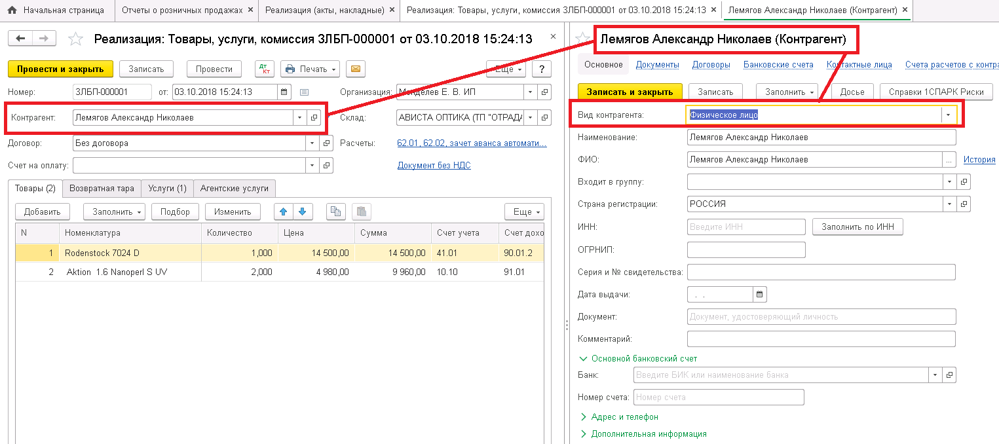 Начальная страница
Отчеты о розничных продажах ×
Реализация (акты, накладные) ×
Реализация: Товары, услуги, комиссия ЗЛБП-000001 от 03.10.2018 15:24:13 ×
Лемягов Александр Николаев (Контрагент) ×
Реализация: Товары, услуги, комиссия ЗЛБП-000001 от 03.10.2018 15:24:13 ×
Провести и закрыть Записать Провести Дт Кт Печать Еще ?
Номер: ЗЛБП-000001 от: 03.10.2018 15:24:13 Организация: Менделев Е. В. ИП
Контрагент: Лемягов Александр Николаев Склад: АВИСТА ОПТИКА (ТП "ОТРАДА
Договор: Без договора Расчеты: 62.01, 62.02, зачет аванса автомати...
Счет на оплату: Документ без НДС
Товары (2) Возвратная тара Услуги (1) Агентские услуги
Добавить Заполнить Подбор Изменить Еще
N Номенклатура Количество Цена Сумма Счет учета Счет дохо
1 Rodenstock 7024 D 1,000 14 500,00 14 500,00 41.01 90.01.2
2 Aktion 1.6 Nanoperl S UV 2,000 4 980,00 9 960,00 10.10 91.01
Лемягов Александр Николаев (Контрагент)
Основное Документы Договоры Банковские счета Контактные лица Счета расчетов с контра
Записать и закрыть Записать Заполнить Досье Справки 1СПАРК Риски
Вид контрагента: Физическое лицо
Наименование: Лемягов Александр Николаев
ФИО: Лемягов Александр Николаев ... История
Входит в группу:
Страна регистрации: РОССИЯ
ИНН: Введите ИНН Заполнить по ИНН
ОГРНИП:
Серия и № свидетельства:
Дата выдачи: . .
Документ: Документ, удостоверяющий личность
Комментарий:
Основной банковский счет
Банк: Введите БИК или наименование банка
Номер счета: Номер счета
Адрес и телефон
Дополнительная информация